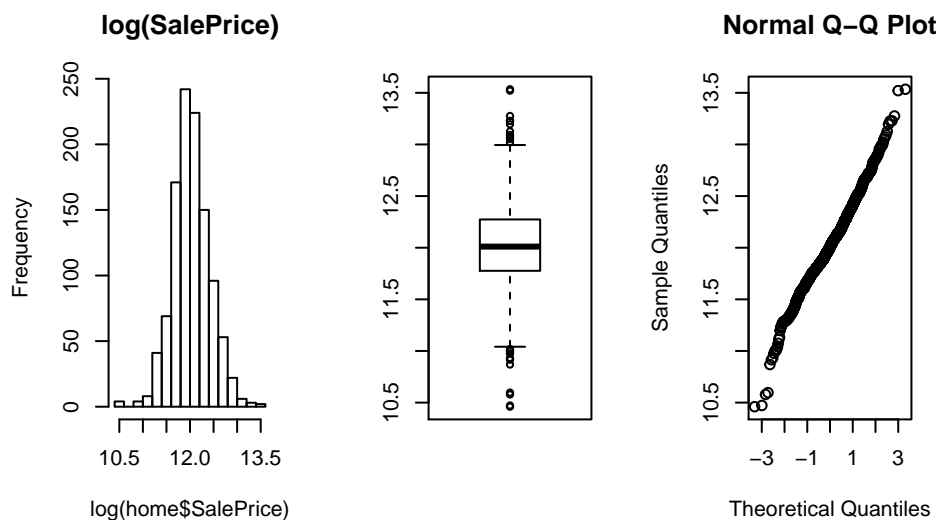 log(SalePrice)
Frequency
250
200
150
100
50
0
10.5 12.0 13.5
log(home$SalePrice)
13.5
12.5
11.5
10.5
Normal Q−Q Plot
Sample Quantiles
13.5
12.5
11.5
10.5
−3 −1 1 3
Theoretical Quantiles